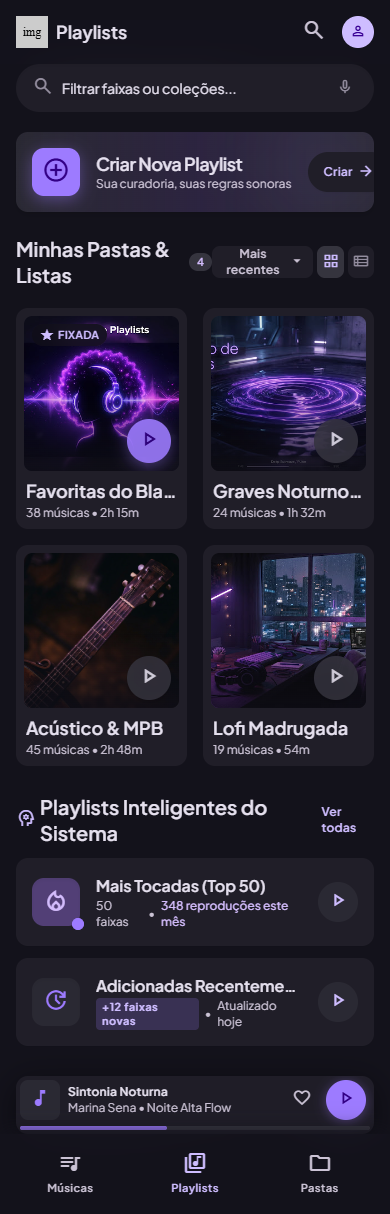 img
Playlists
Filtrar faixas ou coleções...
Criar Nova Playlist
Sua curadoria, suas regras sonoras
Criar
Minhas Pastas &
Listas
4
Mais
recentes
FIXADA
Playlists
o de
s
Favoritas do Bla...
38 músicas • 2h 15m
Graves Noturno...
24 músicas • 1h 32m
Acústico & MPB
45 músicas • 2h 48m
Lofi Madrugada
19 músicas • 54m
Playlists Inteligentes do
Sistema
Ver
todas
Mais Tocadas (Top 50)
50
faixas
•
348 reproduções este
mês
Adicionadas Recenteme...
+12 faixas
novas
•
Atualizado
hoje
Sintonia Noturna
Marina Sena • Noite Alta Flow
Músicas
Playlists
Pastas